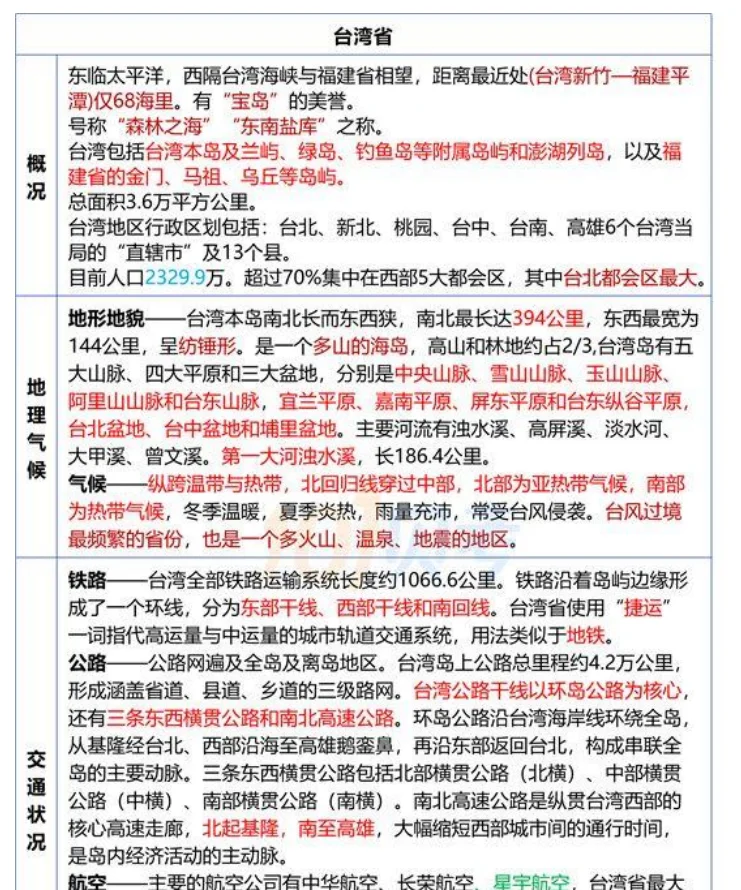 台湾省
概况
东临太平洋，西隔台湾海峡与福建省相望，距离最近处(台湾新竹—福建平
潭)仅68海里。有“宝岛”的美誉。
号称“森林之海”“东南盐库”之称。
台湾包括台湾本岛及兰屿、绿岛、钓鱼岛等附属岛屿和澎湖列岛，以及福
建省的金门、马祖、乌丘等岛屿。
总面积3.6万平方公里。
台湾地区行政区划包括：台北、新北、桃园、台中、台南、高雄6个台湾当
局的“直辖市”及13个县。
目前人口2329.9万。超过70%集中在西部5大都会区，其中台北都会区最大。
地理气候
地形地貌——台湾本岛南北长而东西狭，南北最长达394公里，东西最宽为
144公里，呈纺锤形。是一个多山的海岛，高山和林地约占2/3,台湾岛有五
大山脉、四大平原和三大盆地，分别是中央山脉、雪山山脉、玉山山脉、
阿里山山脉和台东山脉，宜兰平原、嘉南平原、屏东平原和台东纵谷平原，
台北盆地、台中盆地和埔里盆地。主要河流有浊水溪、高屏溪、淡水河、
大甲溪、曾文溪。第一大河浊水溪，长186.4公里。
气候——纵跨温带与热带，北回归线穿过中部，北部为亚热带气候，南部
为热带气候，冬季温暖，夏季炎热，雨量充沛，常受台风侵袭。台风过境
最频繁的省份，也是一个多火山、温泉、地震的地区。
交通状况
铁路——台湾全部铁路运输系统长度约1066.6公里。铁路沿着岛屿边缘形
成了一个环线，分为东部干线、西部干线和南回线。台湾省使用“捷运”
一词指代高运量与中运量的城市轨道交通系统，用法类似于地铁。
公路——公路网遍及全岛及离岛地区。台湾岛上公路总里程约4.2万公里，
形成涵盖省道、县道、乡道的三级路网。台湾公路干线以环岛公路为核心，
还有三条东西横贯公路和南北高速公路。环岛公路沿台湾海岸线环绕全岛，
从基隆经台北、西部沿海至高雄鹅銮鼻，再沿东部返回台北，构成串联全
岛的主要动脉。三条东西横贯公路包括北部横贯公路（北横）、中部横贯
公路（中横）、南部横贯公路（南横）。南北高速公路是纵贯台湾西部的
核心高速走廊，北起基隆，南至高雄，大幅缩短西部城市间的通行时间，
是岛内经济活动的主动脉。
航空——主要的航空公司有中华航空、长荣航空、星宇航空，台湾省最大